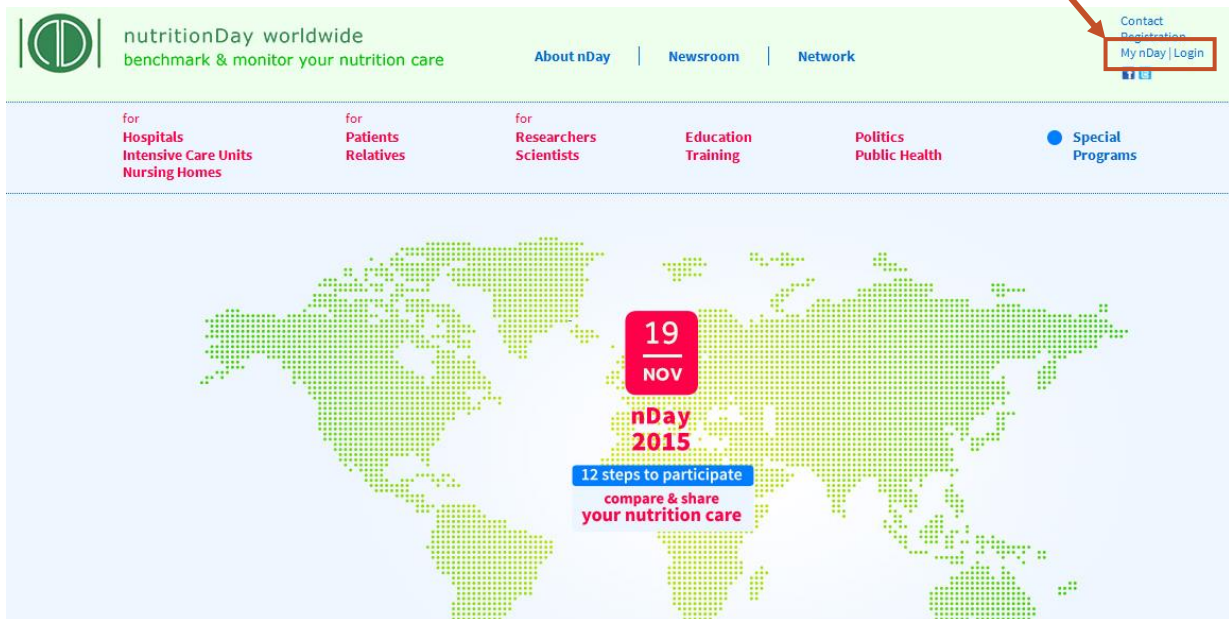 nutritionDay worldwide
benchmark & monitor your nutrition care
About nDay
Newsroom
Network
Contact
Registration
My nDay | Login
for
Hospitals
Intensive Care Units
Nursing Homes
for
Patients
Relatives
for
Researchers
Scientists
Education
Training
Politics
Public Health
Special
Programs
19
NOV
nDay
2015
12 steps to participate
compare & share
your nutrition care